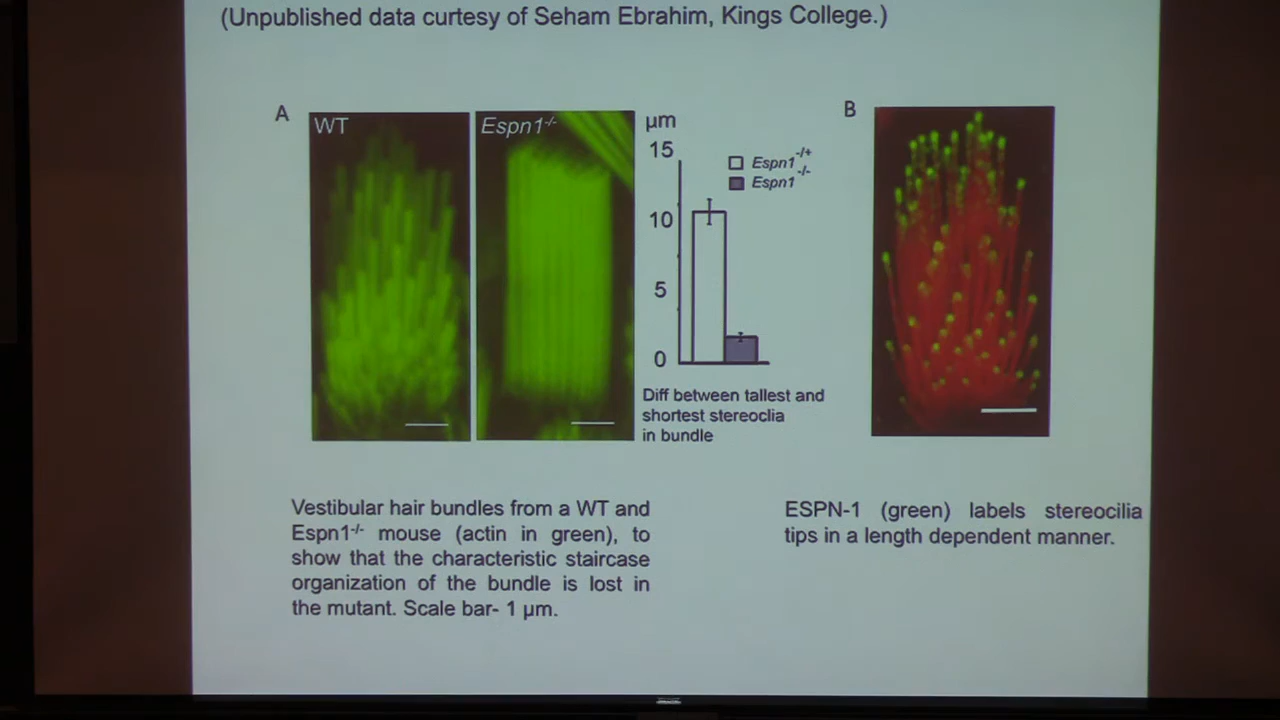 (Unpublished data curtesy of Seham Ebrahim, Kings College.)
A
WT
Espn1-/-
µm
15
10
5
0
Espn1-/+
Espn1-/-
Diff between tallest and
shortest stereoclia
in bundle
B
Vestibular hair bundles from a WT and
Espn1-/- mouse (actin in green), to
show that the characteristic staircase
organization of the bundle is lost in
the mutant. Scale bar- 1 µm.
ESPN-1 (green) labels stereocilia
tips in a length dependent manner.